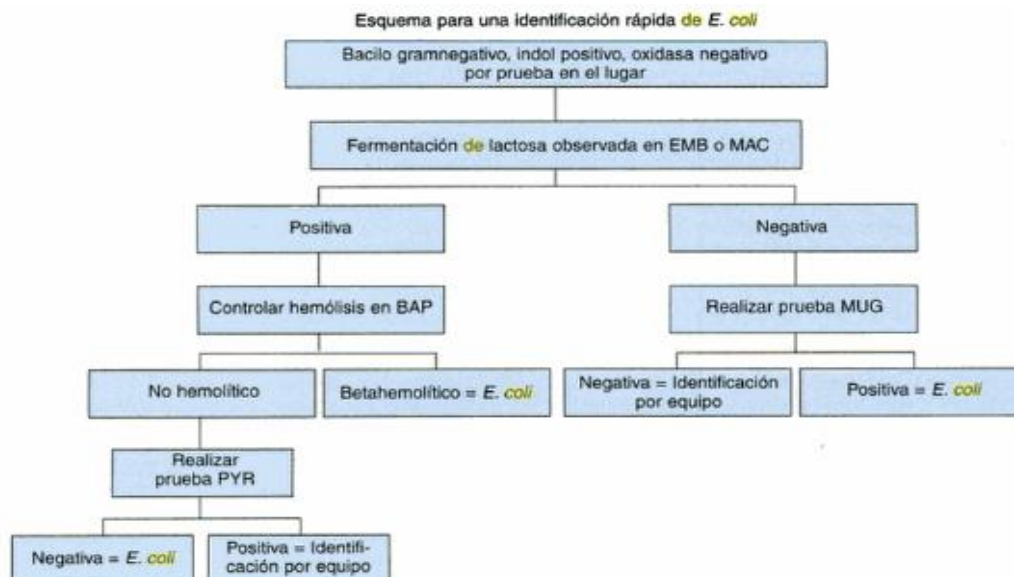 Esquema para una identificación rápida de E. coli
Bacilo gramnegativo, indol positivo, oxidasa negativo
por prueba en el lugar
Fermentación de lactosa observada en EMB o MAC
Positiva
Negativa
Controlar hemólisis en BAP
Realizar prueba MUG
No hemolítico
Betahemolítico = E. coli
Negativa = Identificación
por equipo
Positiva = E. coli
Realizar
prueba PYR
Negativa = E. coli
Positiva = Identifi-
cación por equipo